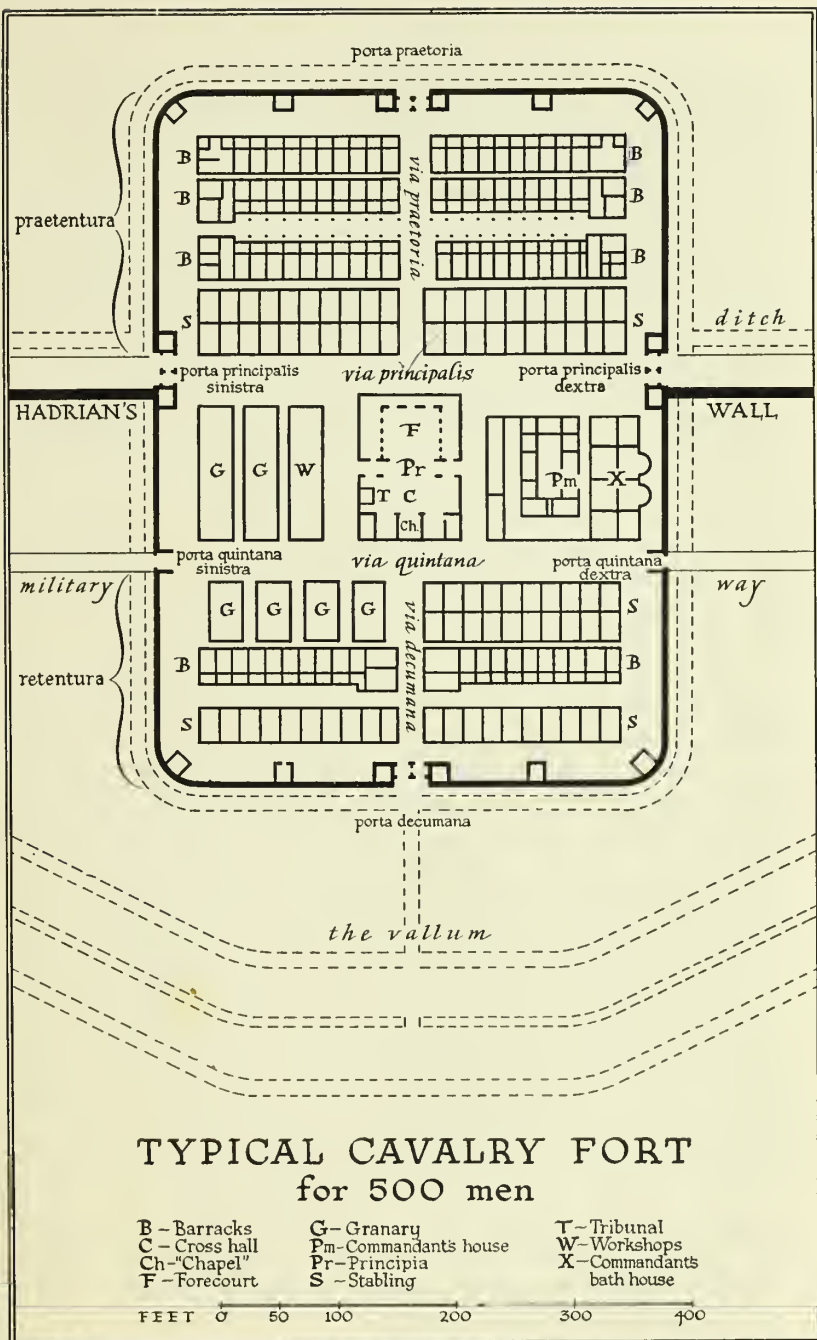 porta praetoria
B B
via praetoria
B B
praetentura
B B
S S
ditch
porta principalis
sinistra
via principalis
porta principalis
dextra
HADRIAN'S
WALL
G G W
F
Pr
T C
Ch.
Pm
X
porta quintana
sinistra
via quintana
porta quintana
dextra
military
way
G G G G
S
via decumana
retentura
B B
S S
porta decumana
the vallum
TYPICAL CAVALRY FORT
for 500 men
B – Barracks
C – Cross hall
Ch-"Chapel"
F – Forecourt
G – Granary
Pm-Commandant's house
Pr-Principia
S – Stabling
T – Tribunal
W – Workshops
X – Commandant's
bath house
FEET 0 50 100 200 300 400